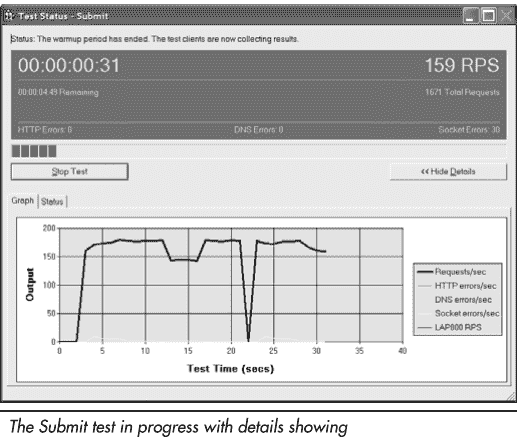 Test Status - Submit
Status: The warmup period has ended. The test clients are now collecting results.
00:00:00:31
159 RPS
00:00:04:49 Remaining
1671 Total Requests
HTTP Errors: 0
DNS Errors: 0
Socket Errors: 30
Stop Test
<< Hide Details
Graph
Status
200
150
100
50
0
Output
0
5
10
15
20
25
30
35
40
Test Time (secs)
Requests/sec
HTTP errors/sec
DNS errors/sec
Socket errors/sec
LAP800 RPS
The Submit test in progress with details showing